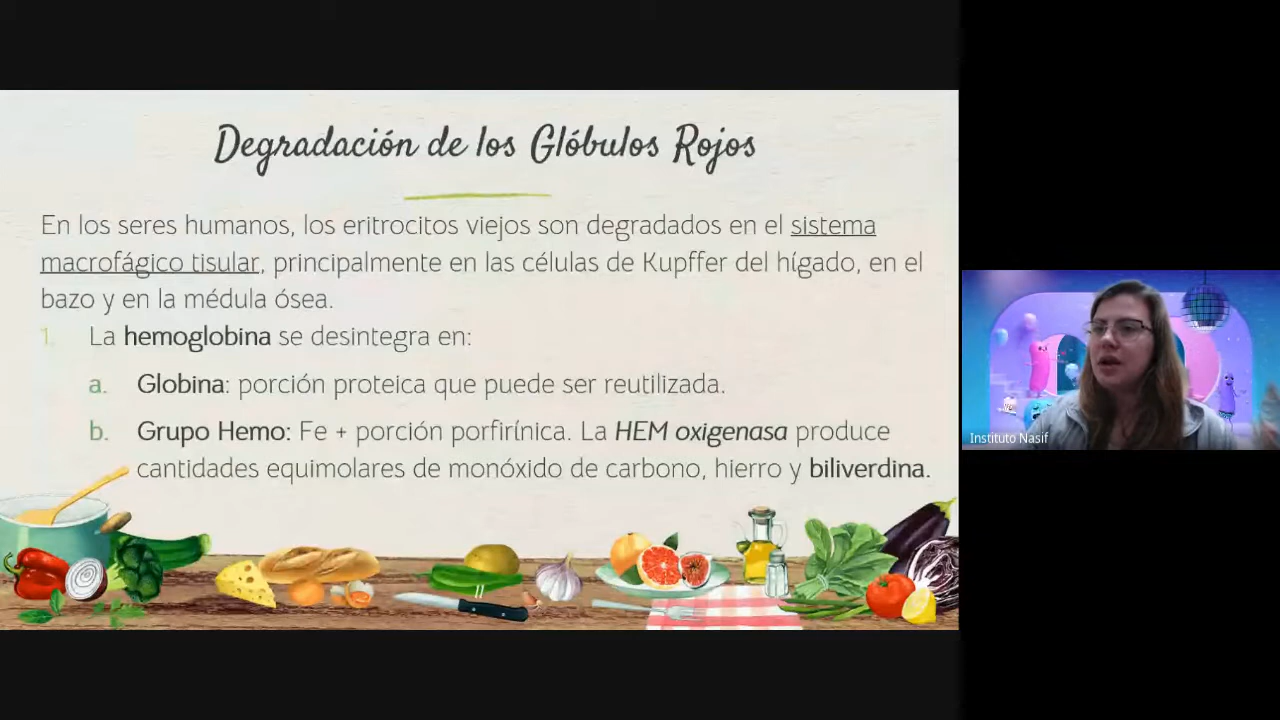 Degradación de los Glóbulos Rojos
En los seres humanos, los eritrocitos viejos son degradados en el sistema
macrofágico tisular, principalmente en las células de Kupffer del hígado, en el
bazo y en la médula ósea.
1. La hemoglobina se desintegra en:
a. Globina: porción proteica que puede ser reutilizada.
b. Grupo Hemo: Fe + porción porfirínica. La HEM oxigenasa produce
cantidades equimolares de monóxido de carbono, hierro y biliverdina.
Instituto Nasif